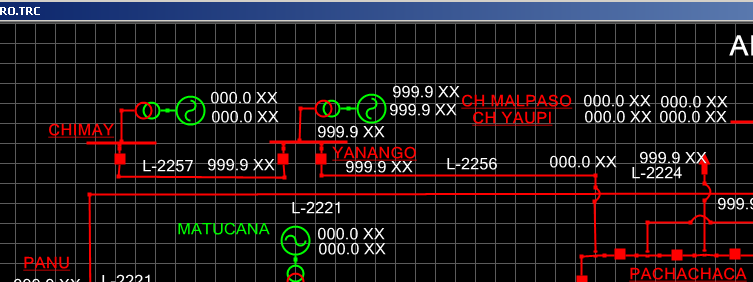 RO.TRC
A
000.0 XX
000.0 XX
999.9 XX
999.9 XX
CH MALPASO
CH YAUPI
000.0 XX 000.0 XX
000.0 XX 000.0 XX
CHIMAY
999.9 XX
YANANGO
L-2257
999.9 XX
999.9 XX
L-2256
000.0 XX
999.9 XX
L-2224
L-2221
999.9
MATUCANA
000.0 XX
000.0 XX
PANU
000.0 XX
L-2221
PACHACHACA